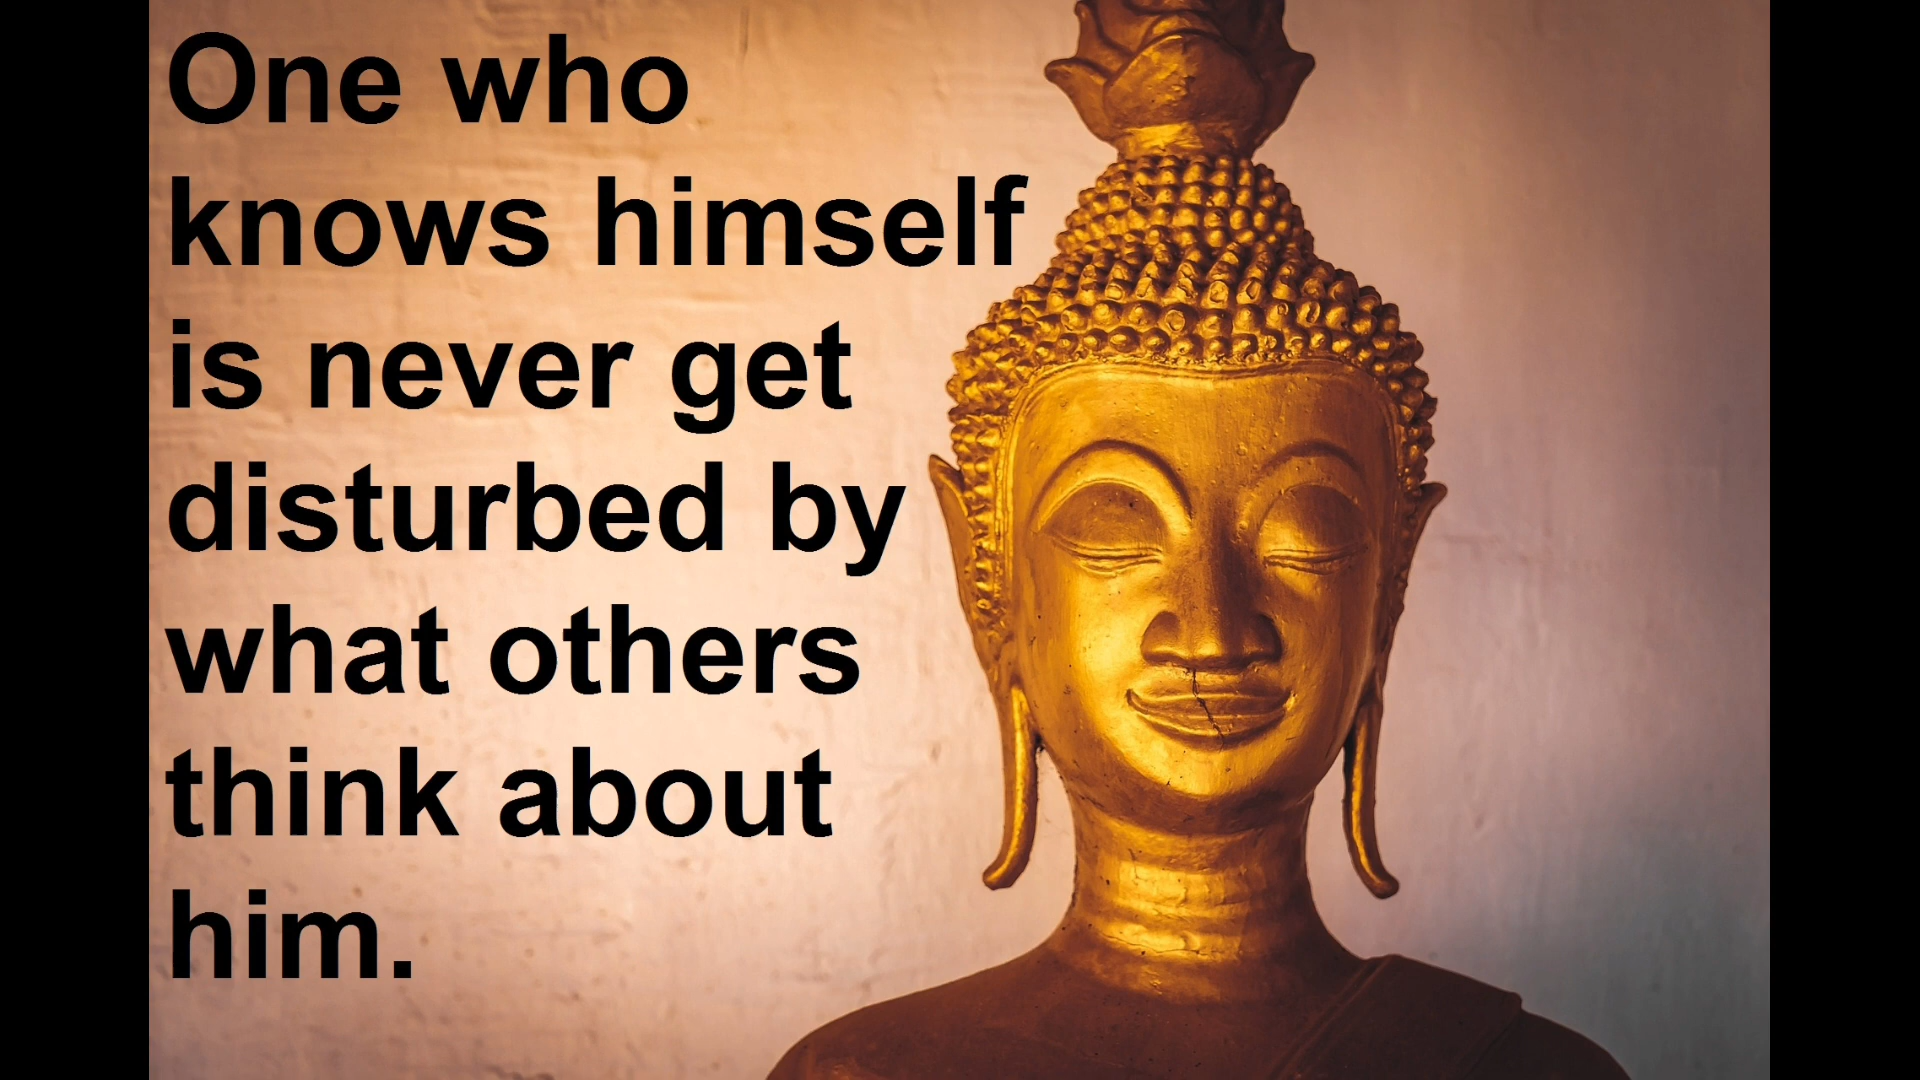 One who
knows himself
is never get
disturbed by
what others
think about
him.